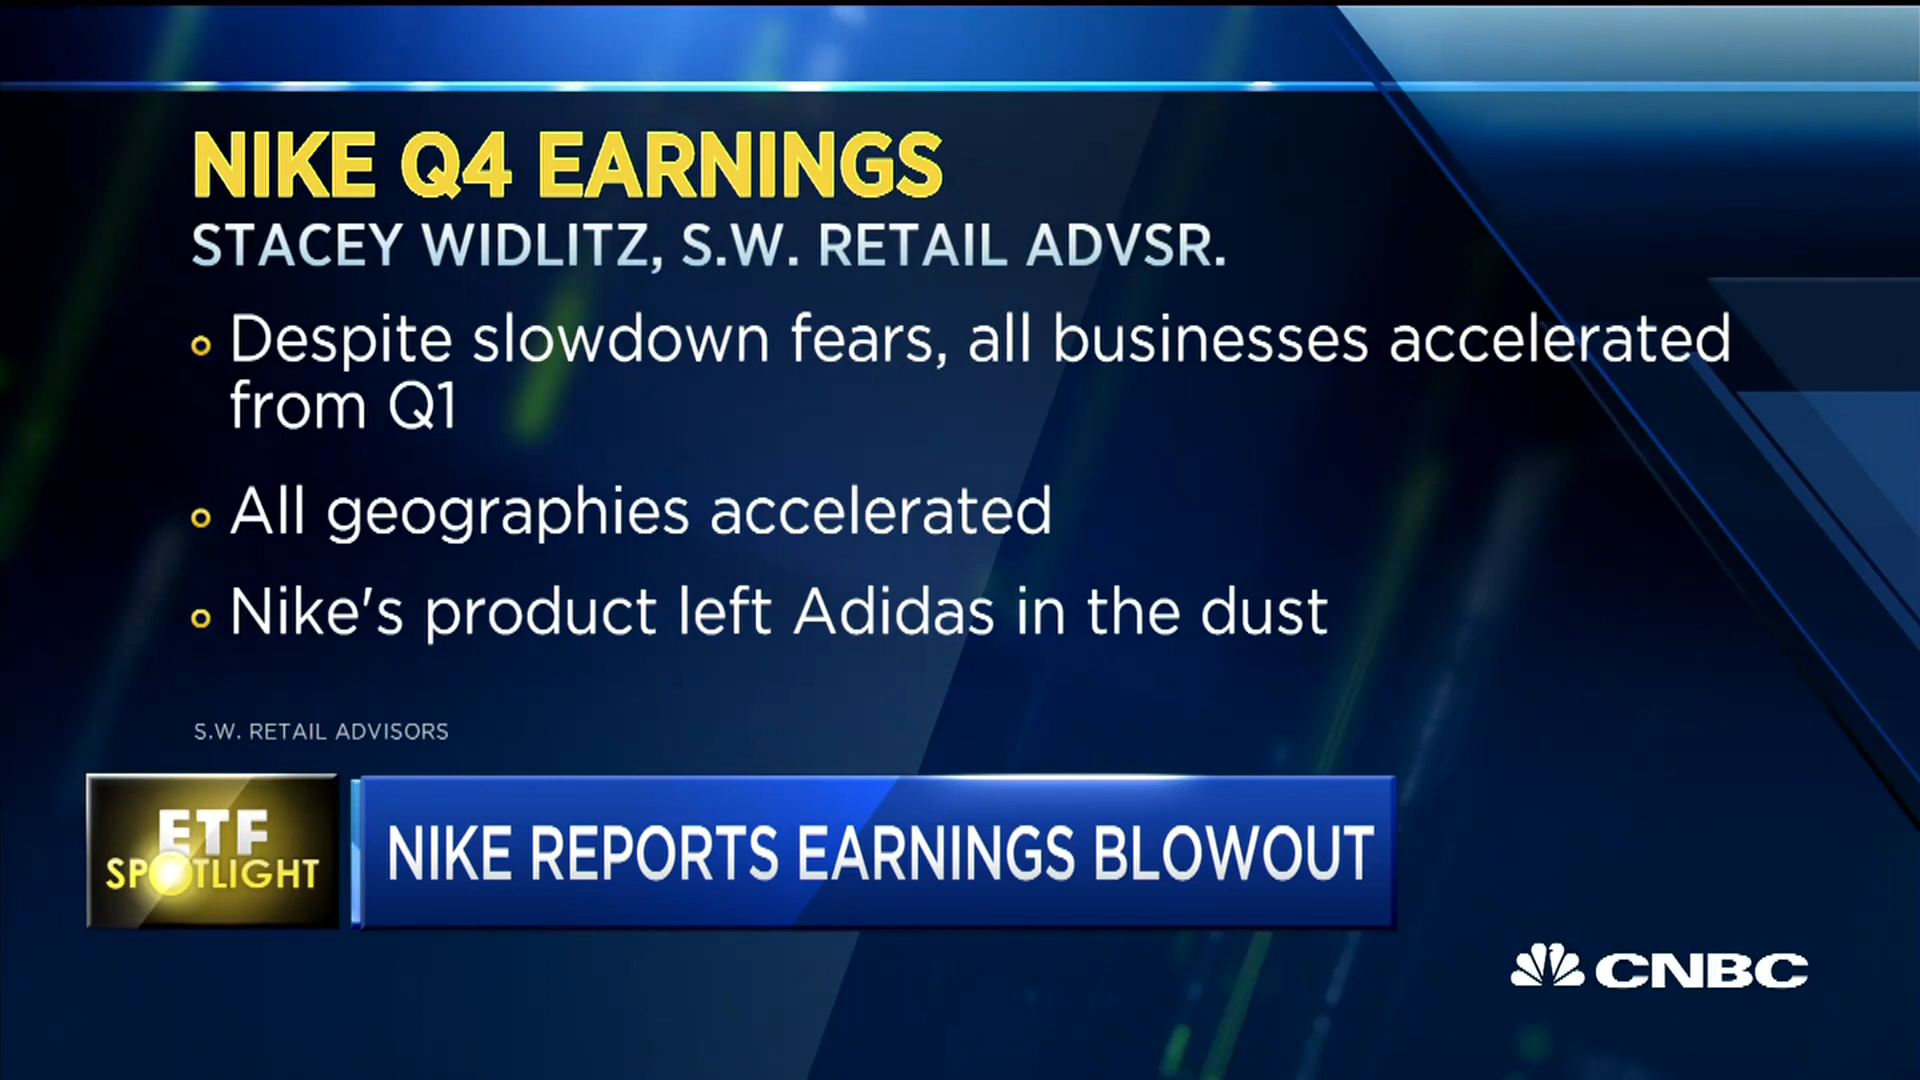 NIKE Q4 EARNINGS
STACEY WIDLITZ, S.W. RETAIL ADVSR.
Despite slowdown fears, all businesses accelerated
from Q1
All geographies accelerated
Nike's product left Adidas in the dust
S.W. RETAIL ADVISORS
ETF
SPOTLIGHT
NIKE REPORTS EARNINGS BLOWOUT
CNBC